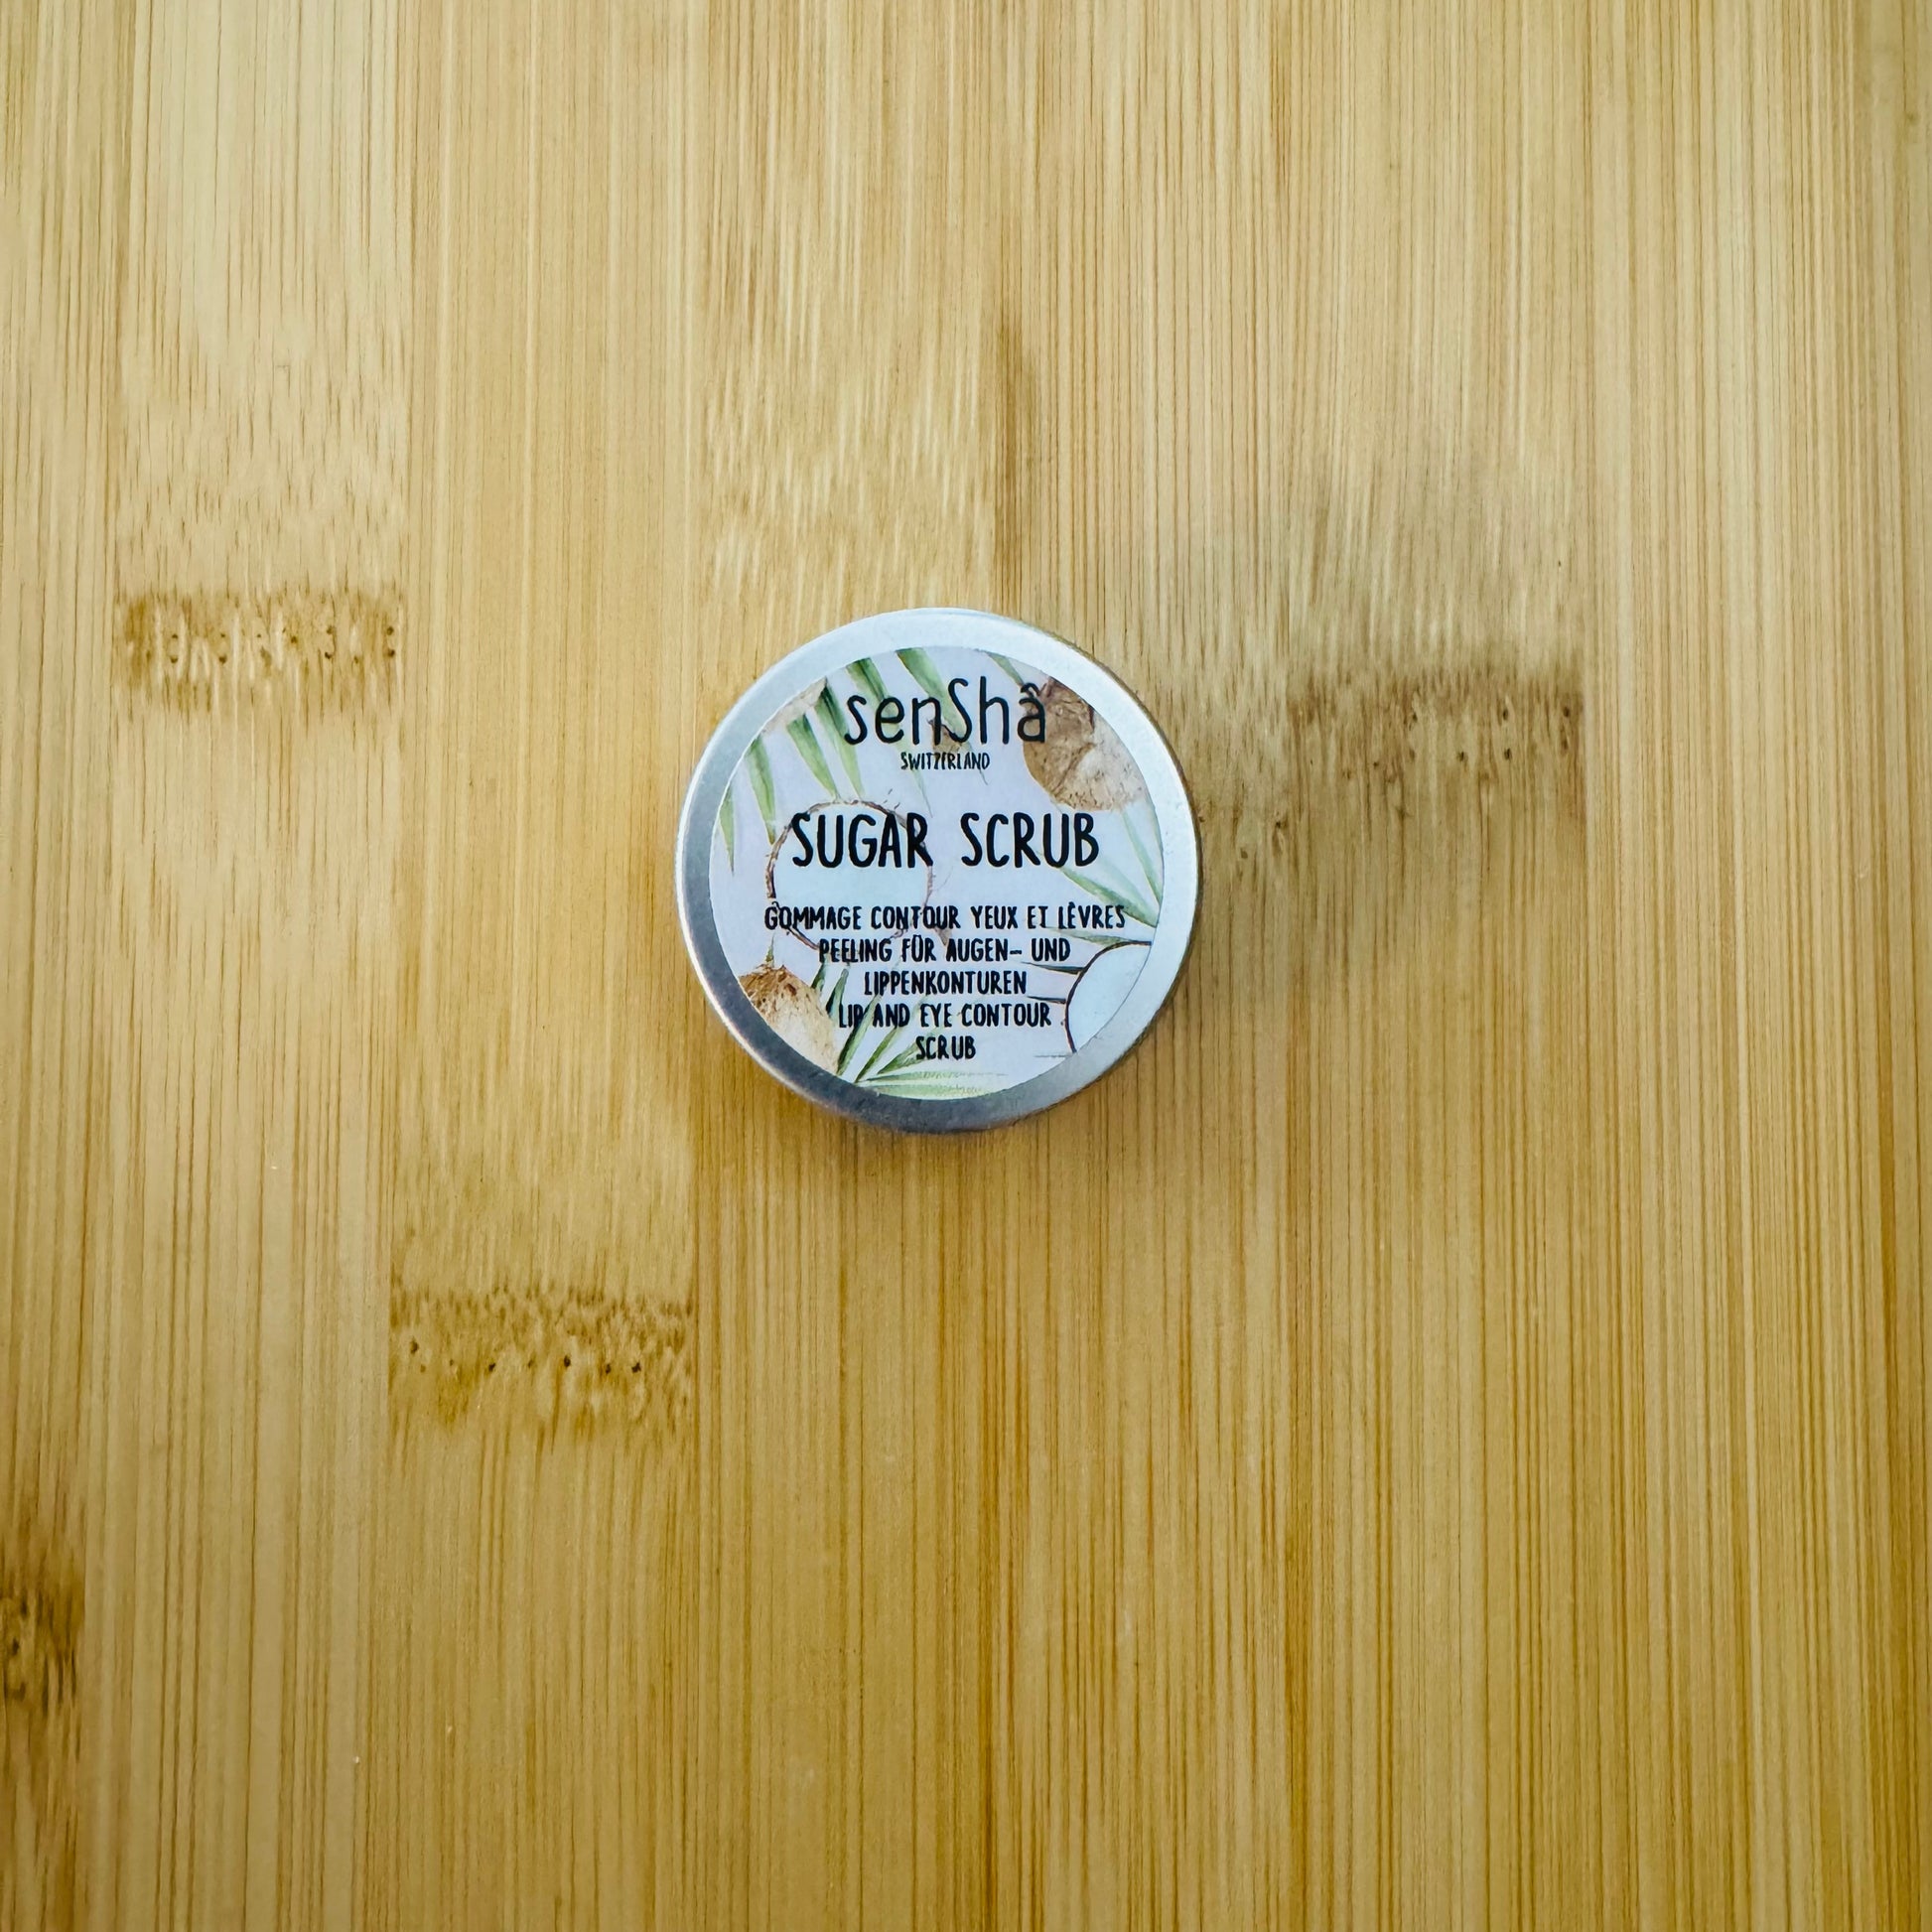 senShâ
SWITZERLAND
SUGAR SCRUB
GOMMAGE CONTOUR YEUX ET LÈVRES
PEELING FÜR AUGEN- UND
LIPPENKONTUREN
LIP AND EYE CONTOUR
SCRUB